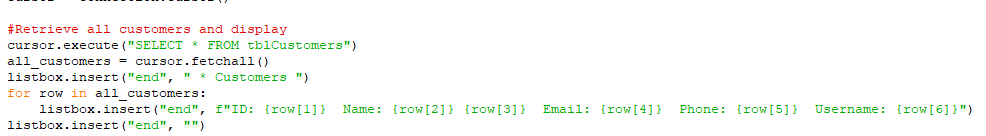 #Retrieve all customers and display
cursor.execute("SELECT * FROM tblCustomers")
all_customers = cursor.fetchall()
listbox.insert("end", " * Customers ")
for row in all_customers:
    listbox.insert("end", f"ID: {row[1]}  Name: {row[2]} {row[3]}  Email: {row[4]}  Phone: {row[5]}  Username: {row[6]}")
listbox.insert("end", "")